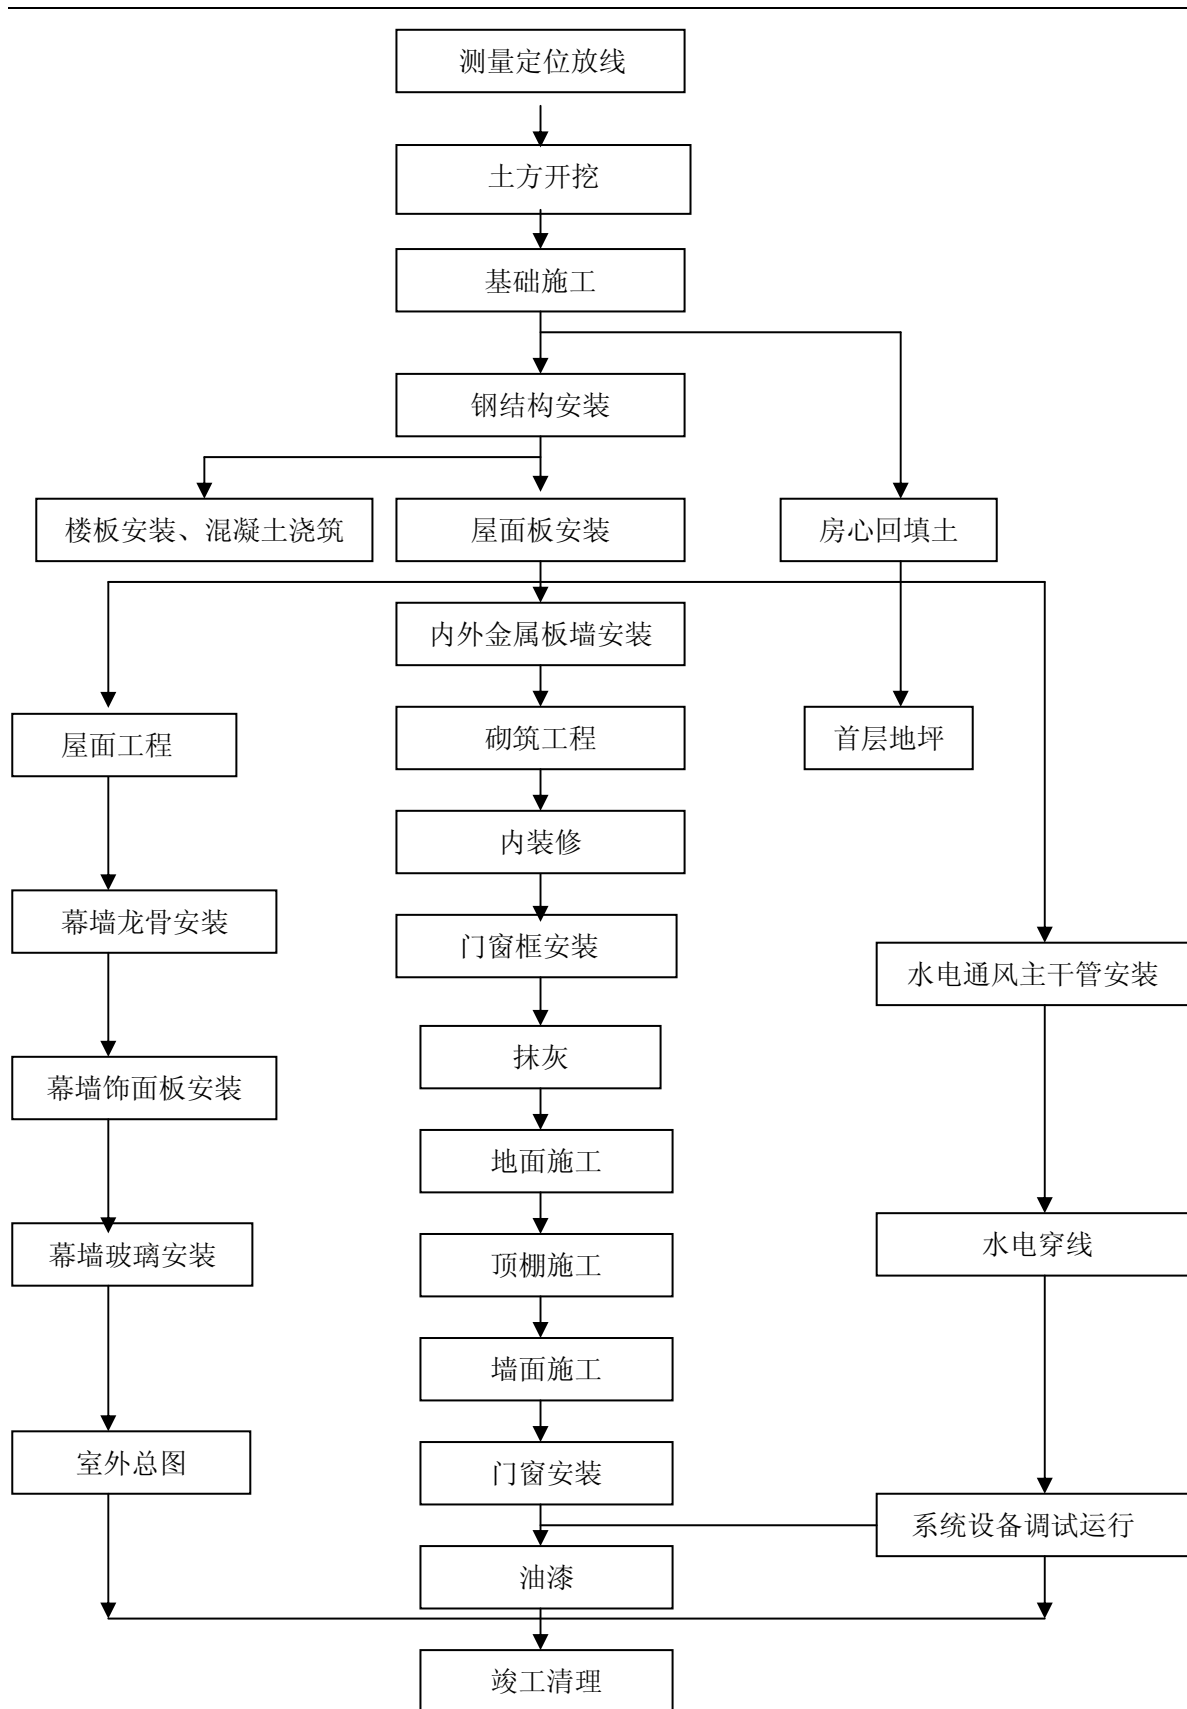 测量定位放线
土方开挖
基础施工
钢结构安装
楼板安装、混凝土浇筑
屋面板安装
房心回填土
内外金属板墙安装
屋面工程
砌筑工程
首层地坪
内装修
幕墙龙骨安装
门窗框安装
水电通风主干管安装
抹灰
幕墙饰面板安装
地面施工
幕墙玻璃安装
顶棚施工
水电穿线
墙面施工
室外总图
门窗安装
系统设备调试运行
油漆
竣工清理